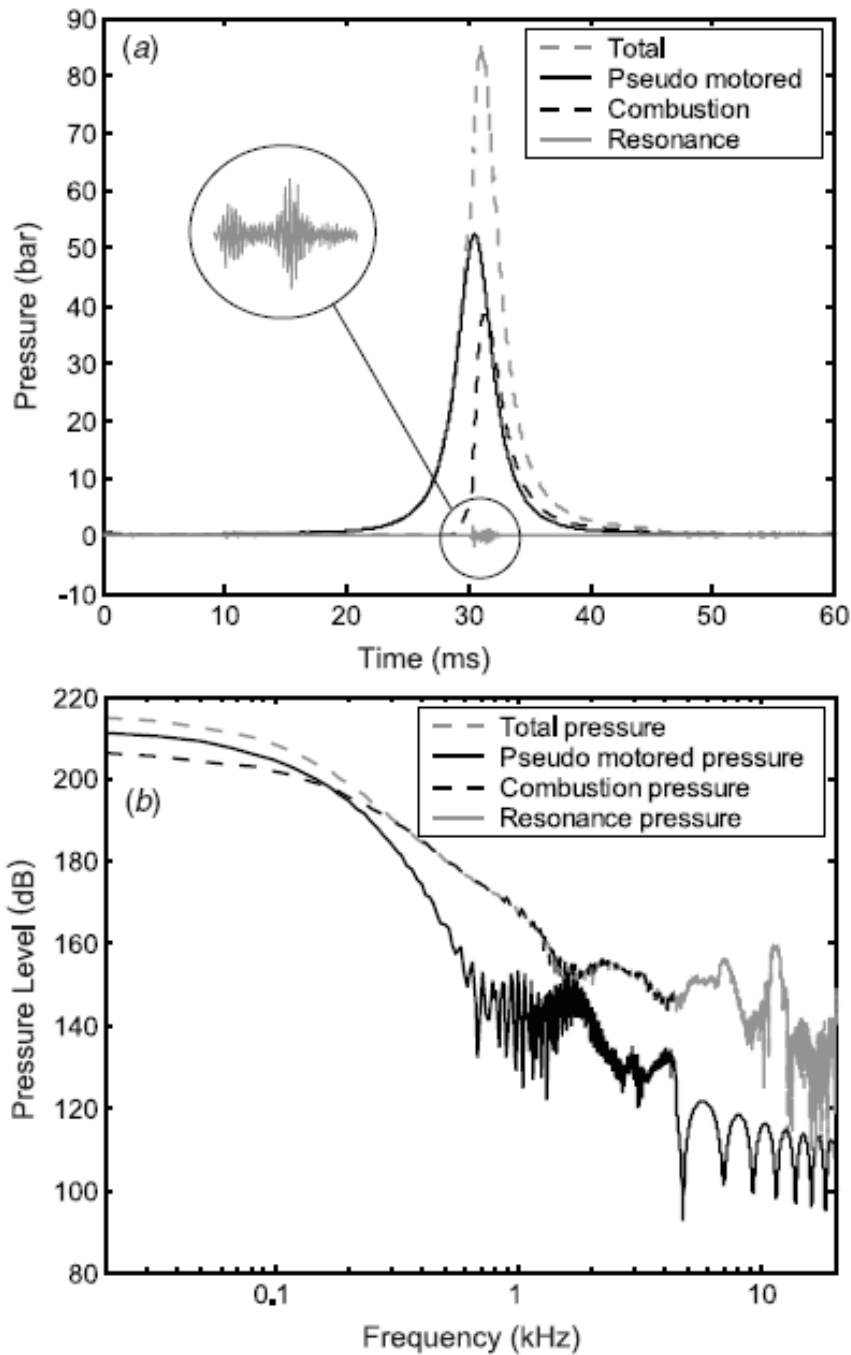 (a)
Total
Pseudo motored
Combustion
Resonance
Pressure (bar)
90
80
70
60
50
40
30
20
10
0
-10
0 10 20 30 40 50 60
Time (ms)
(b)
Total pressure
Pseudo motored pressure
Combustion pressure
Resonance pressure
Pressure Level (dB)
220
200
180
160
140
120
100
80
0.1 1 10
Frequency (kHz)